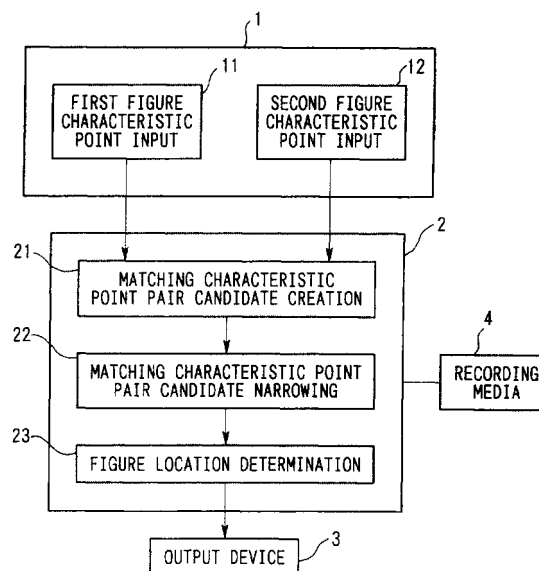 1
11
12
FIRST FIGURE
CHARACTERISTIC
POINT INPUT
SECOND FIGURE
CHARACTERISTIC
POINT INPUT
2
21
MATCHING CHARACTERISTIC
POINT PAIR CANDIDATE CREATION
22
MATCHING CHARACTERISTIC POINT
PAIR CANDIDATE NARROWING
4
RECORDING
MEDIA
23
FIGURE LOCATION DETERMINATION
3
OUTPUT DEVICE